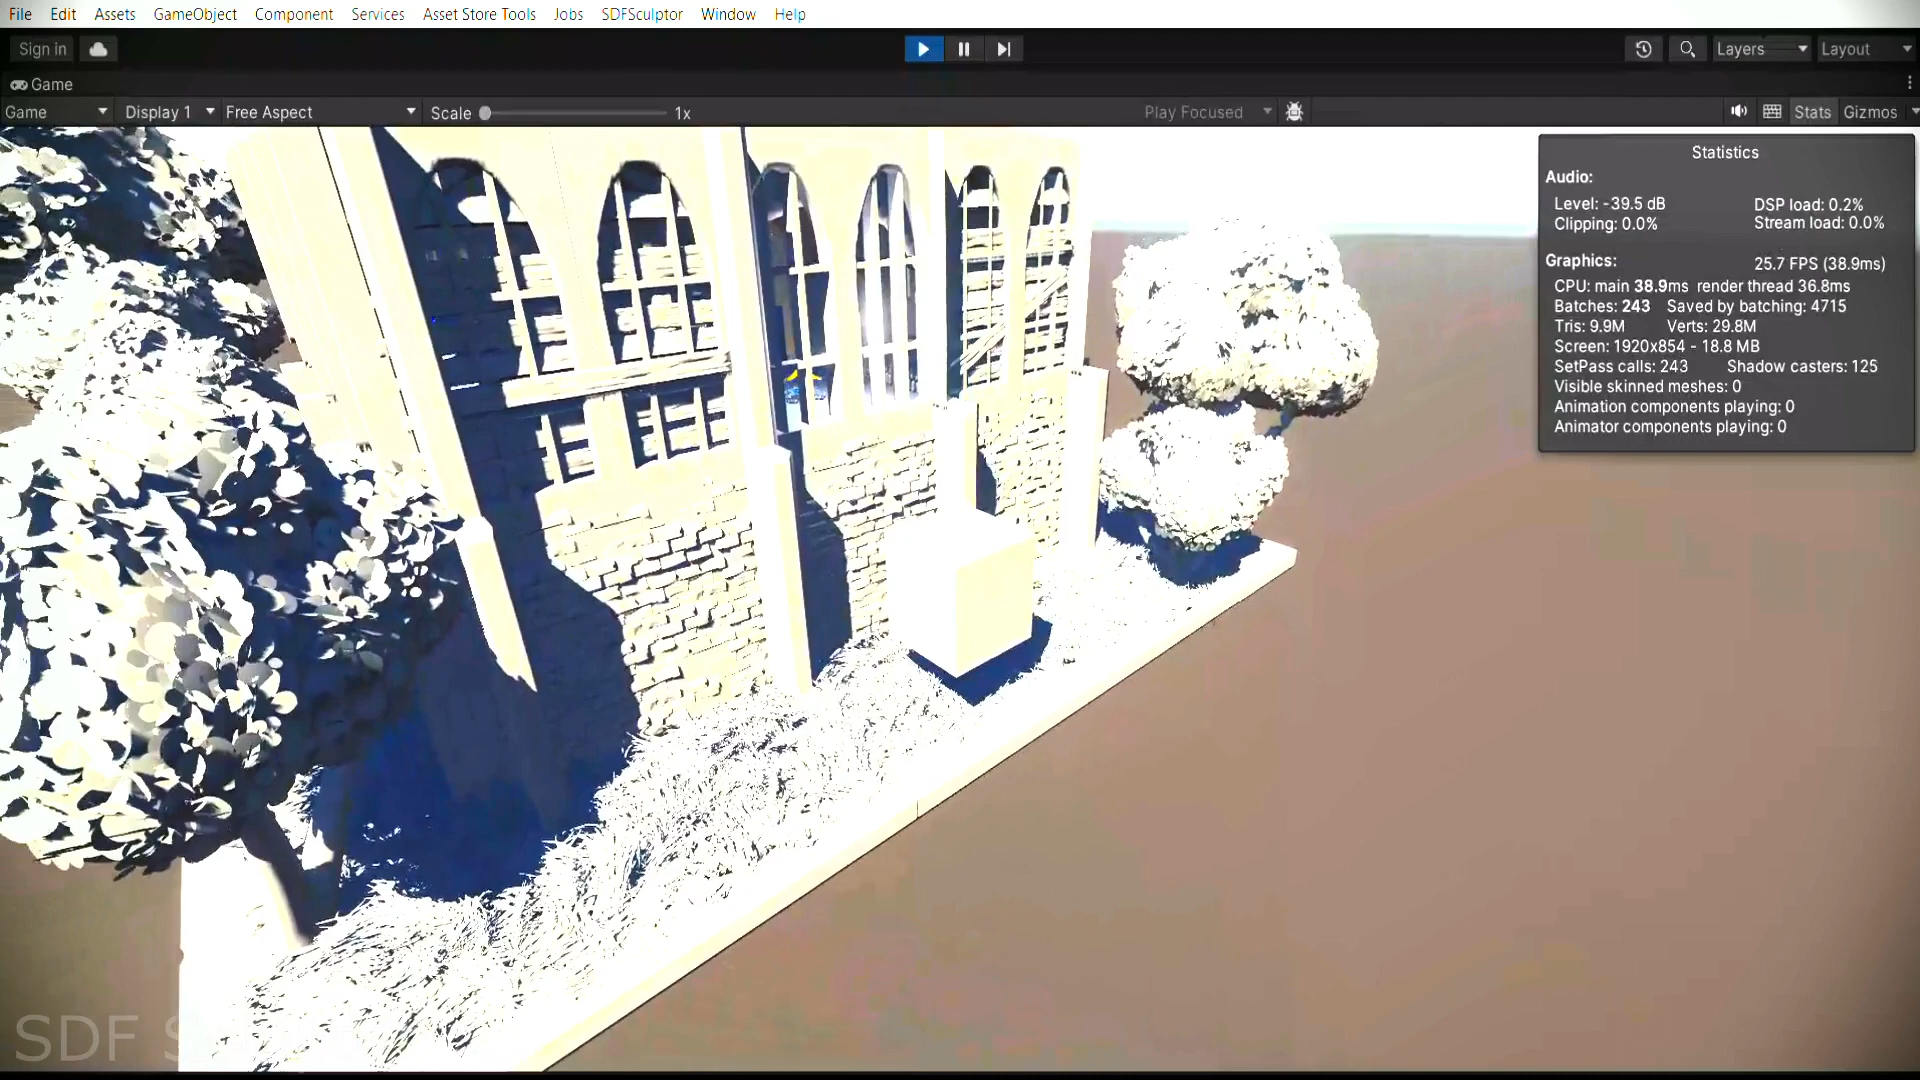 File Edit Assets GameObject Component Services Asset Store Tools Jobs SDFSculptor Window Help
Sign in Layers Layout
Game
Game Display 1 Free Aspect Scale 1x Play Focused Stats Gizmos
Statistics
Audio:
Level: -39.5 dB DSP load: 0.2%
Clipping: 0.0% Stream load: 0.0%
Graphics: 25.7 FPS (38.9ms)
CPU: main 38.9ms render thread 36.8ms
Batches: 243 Saved by batching: 4715
Tris: 9.9M Verts: 29.8M
Screen: 1920x854 - 18.8 MB
SetPass calls: 243 Shadow casters: 125
Visible skinned meshes: 0
Animation components playing: 0
Animator components playing: 0
SDF